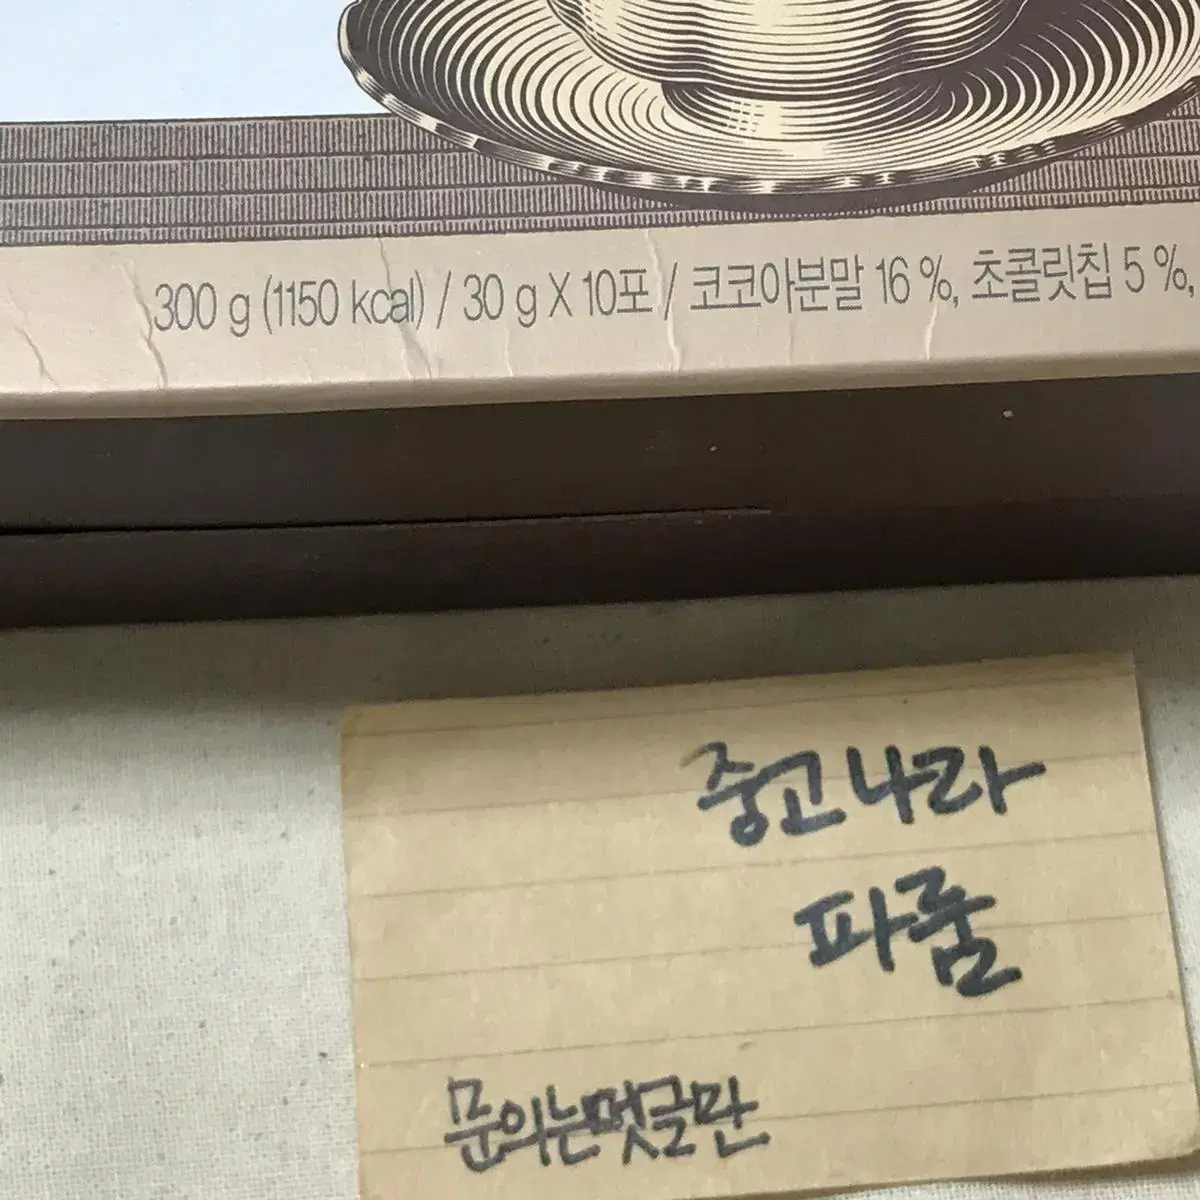 300 g (1150 kcal) / 30 g X 10포 / 코코아분말 16 %, 초콜릿칩 5 %,
중고나라
파룸
문의는댓글만